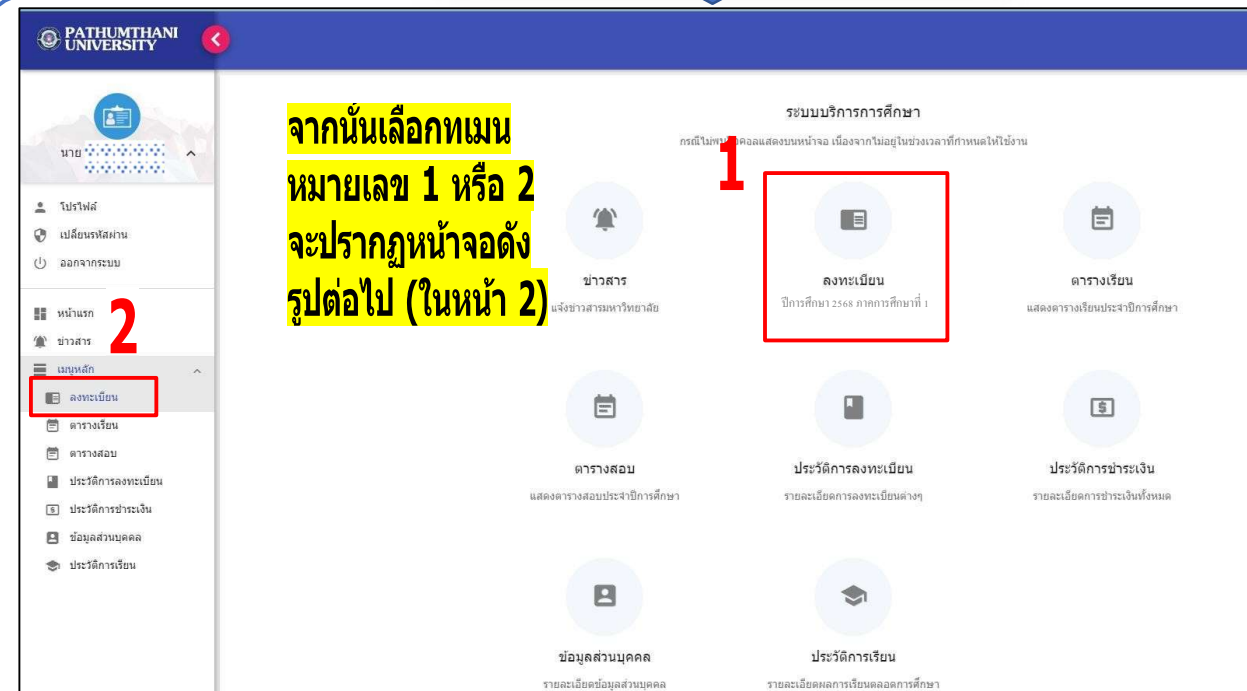 PATHUMTHANI
UNIVERSITY
นาย
โปรไฟล์
เปลี่ยนรหัสผ่าน
ออกจากระบบ
หน้าแรก
2
ข่าวสาร
เมนูหลัก
ลงทะเบียน
ตารางเรียน
ตารางสอบ
ประวัติการลงทะเบียน
ประวัติการชำระเงิน
ข้อมูลส่วนบุคคล
ประวัติการเรียน
จากนั้นเลือกทเมน
หมายเลข 1 หรือ 2
จะปรากฏหน้าจอดัง
รูปต่อไป (ในหน้า 2)
ระบบบริการการศึกษา
กรณีไม่พบ คอลแสดงบนหน้าจอ เนื่องจากไม่อยู่ในช่วงเวลาที่กำหนดให้ใช้งาน
1
ข่าวสาร
แจ้งข่าวสารมหาวิทยาลัย
ลงทะเบียน
ปีการศึกษา 2568 ภาคการศึกษาที่ 1
ตารางเรียน
แสดงตารางเรียนประจำปีการศึกษา
ตารางสอบ
แสดงตารางสอบประจำปีการศึกษา
ประวัติการลงทะเบียน
รายละเอียดการลงทะเบียนต่างๆ
ประวัติการชำระเงิน
รายละเอียดการชำระเงินทั้งหมด
ข้อมูลส่วนบุคคล
รายละเอียดข้อมูลส่วนบุคคล
ประวัติการเรียน
รายละเอียดผลการเรียนตลอดการศึกษา